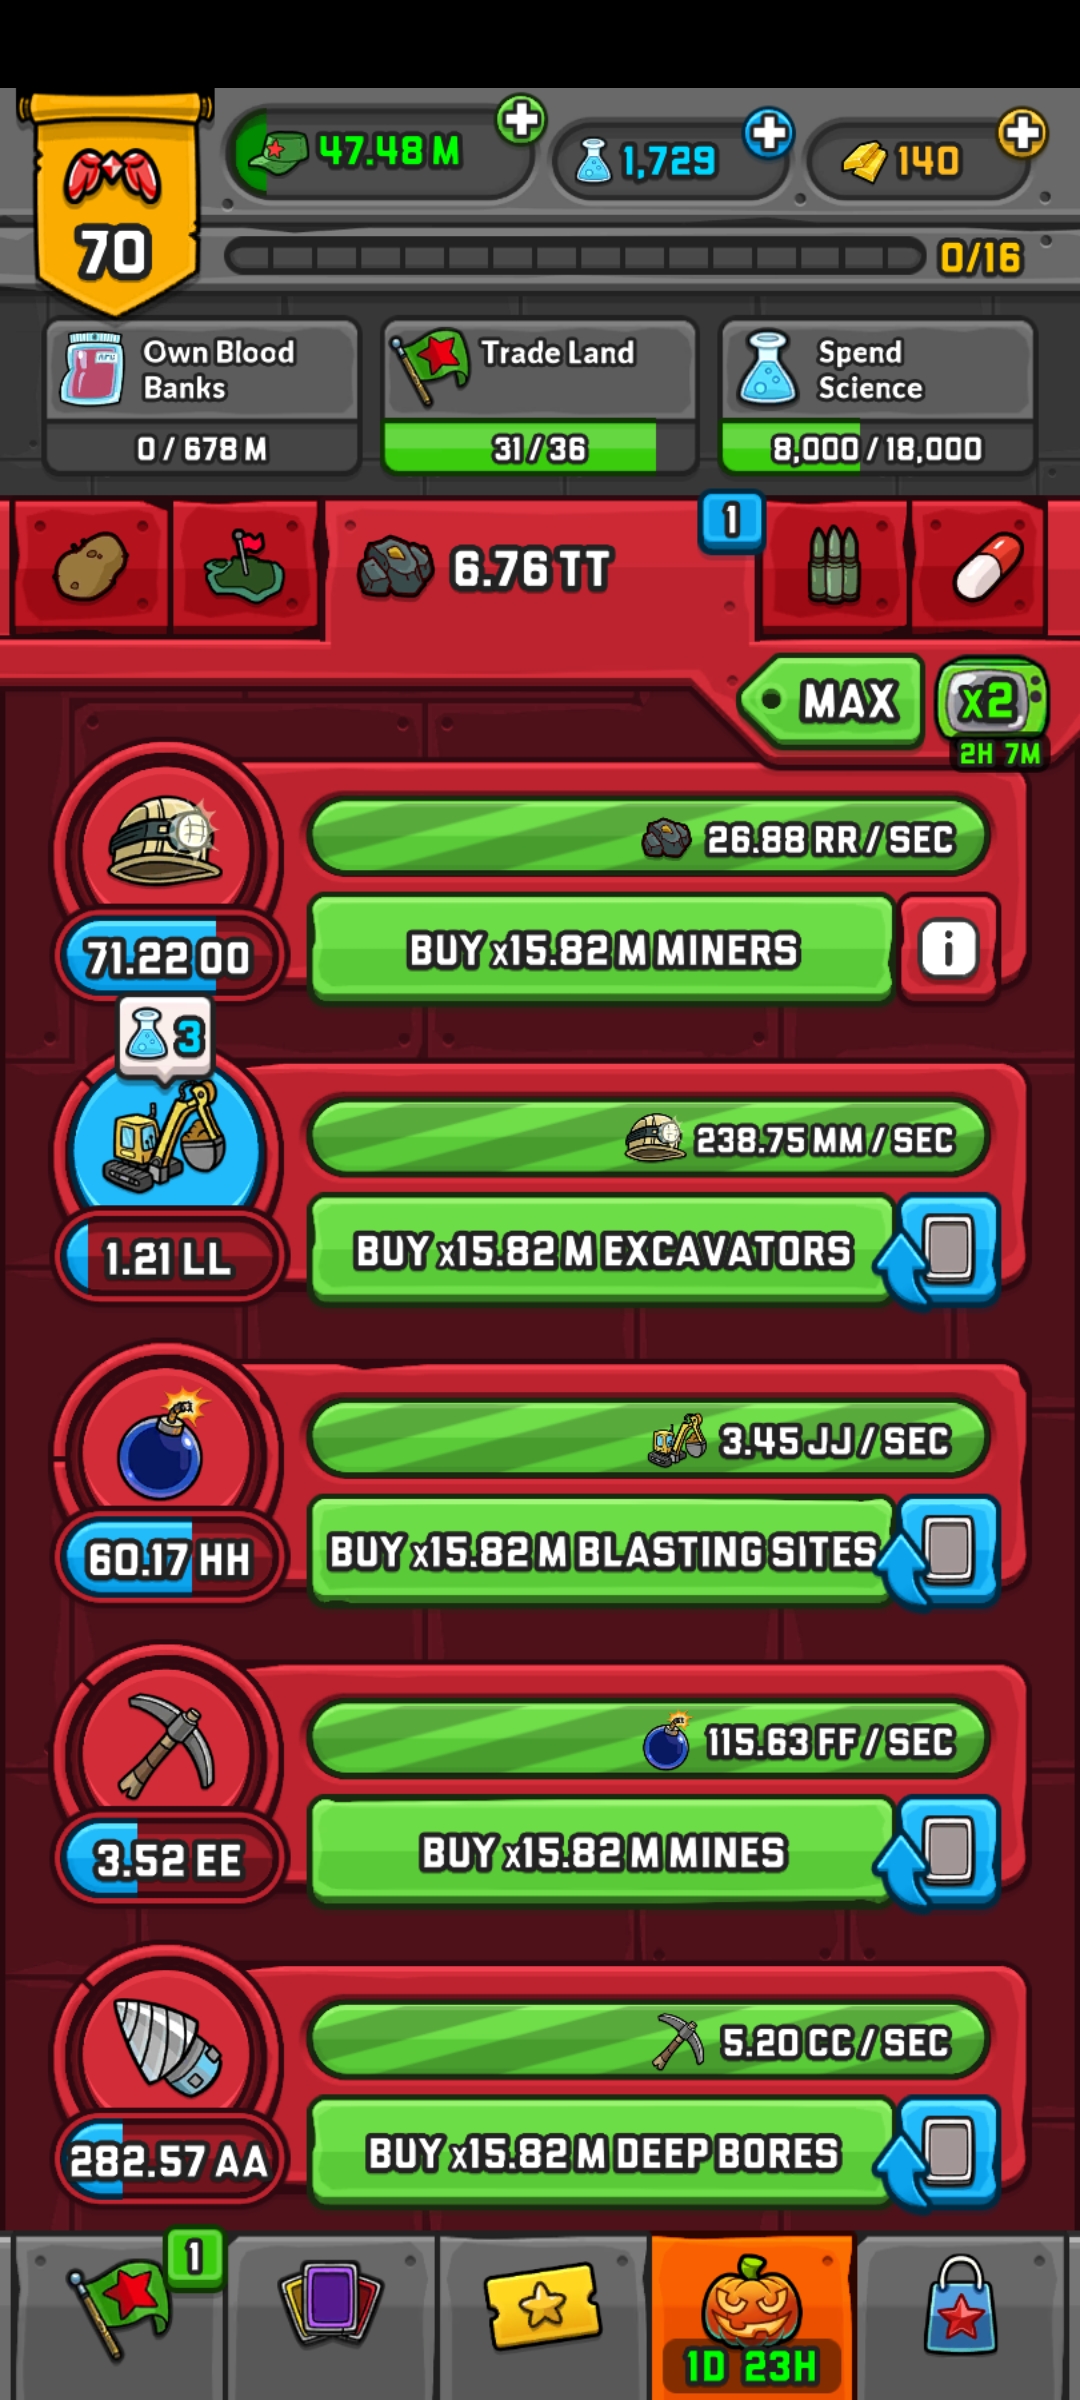 70
47.48 M
1,729
140
0/16
Own Blood
Banks
0 / 678 M
Trade Land
31 / 36
Spend
Science
8,000 / 18,000
6.76 TT
1
MAX
x2
2H 7M
26.88 RR / SEC
71.22 OO
BUY x15.82 M MINERS
i
3
238.75 MM / SEC
1.21 LL
BUY x15.82 M EXCAVATORS
3.45 JJ / SEC
60.17 HH
BUY x15.82 M BLASTING SITES
115.63 FF / SEC
3.52 EE
BUY x15.82 M MINES
5.20 CC / SEC
282.57 AA
BUY x15.82 M DEEP BORES
1
1D 23H